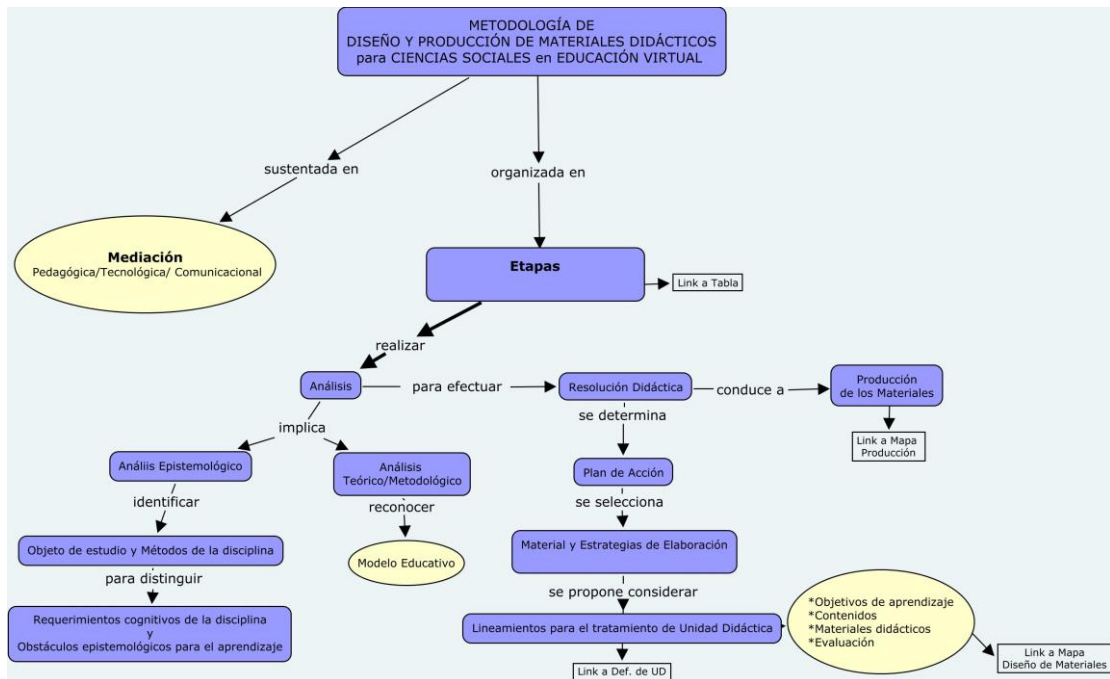 METODOLOGÍA DE
DISEÑO Y PRODUCCIÓN DE MATERIALES DIDÁCTICOS
para CIENCIAS SOCIALES en EDUCACIÓN VIRTUAL
sustentada en
organizada en
Mediación
Pedagógica/Tecnológica/ Comunicacional
Etapas
Link a Tabla
realizar
Análisis
para efectuar
Resolución Didáctica
conduce a
Producción
de los Materiales
Link a Mapa
Producción
implica
se determina
Análiis Epistemológico
Análisis
Teórico/Metodológico
Plan de Acción
identificar
reconocer
se selecciona
Objeto de estudio y Métodos de la disciplina
Modelo Educativo
Material y Estrategias de Elaboración
para distinguir
se propone considerar
Requerimientos cognitivos de la disciplina
y
Obstáculos epistemológicos para el aprendizaje
Lineamientos para el tratamiento de Unidad Didáctica
*Objetivos de aprendizaje
*Contenidos
*Materiales didácticos
*Evaluación
Link a Def. de UD
Link a Mapa
Diseño de Materiales